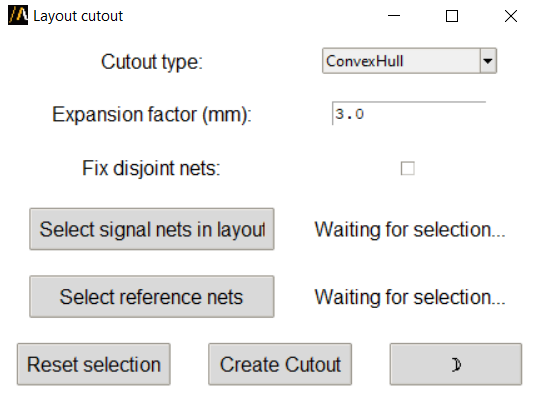 Layout cutout
Cutout type:
ConvexHull
Expansion factor (mm):
3.0
Fix disjoint nets:
Select signal nets in layout
Waiting for selection...
Select reference nets
Waiting for selection...
Reset selection
Create Cutout
☽